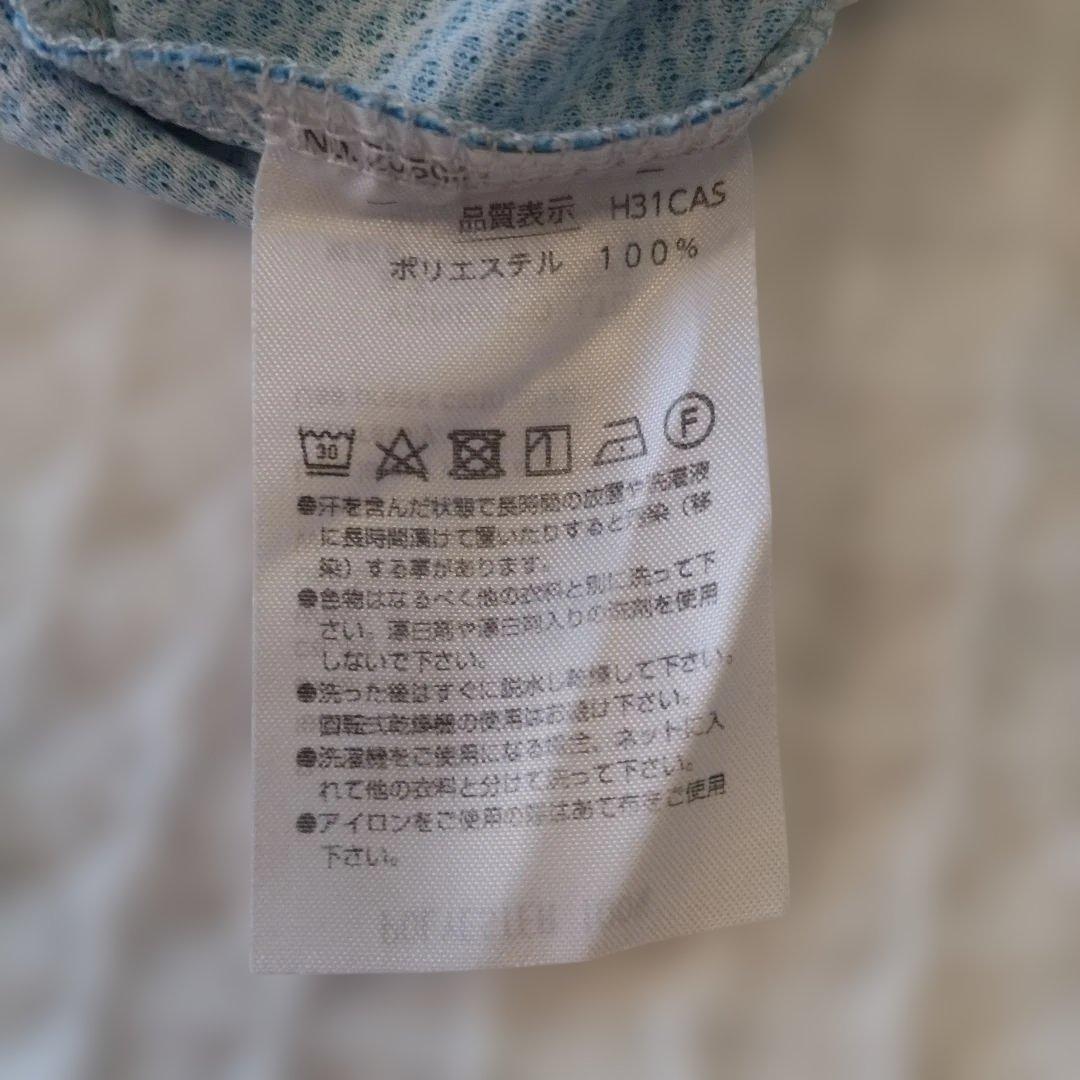 品質表示 H31CAS
ポリエステル 100%
30
F
●汗を含んだ状態で長時間の放置や洗濯液
に長時間漬けて置いたりすると 染（移
染）する事があります。
●色物はなるべく他の衣料と別に洗って下
さい。漂白剤や漂白剤入りの洗剤を使用
しないで下さい。
●洗った後はすぐに脱水し乾燥して下さい。
回転式乾燥機の使用はお避け下さい。
●洗濯機をご使用になる場合、ネットに入
れて他の衣料と分けて洗って下さい。
●アイロンをご使用の際はあて布をご使用
下さい。